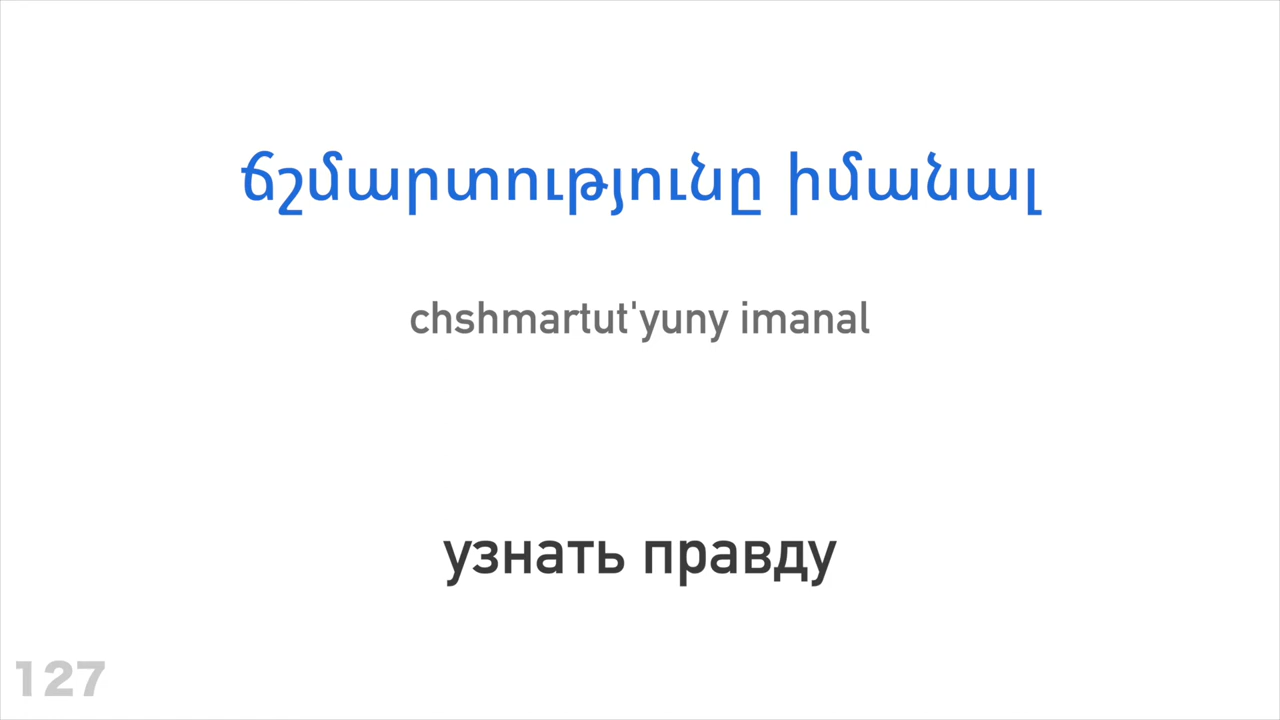 ճշմարտությունը իմանալ
chshmartut'yuny imanal
узнать правду
127